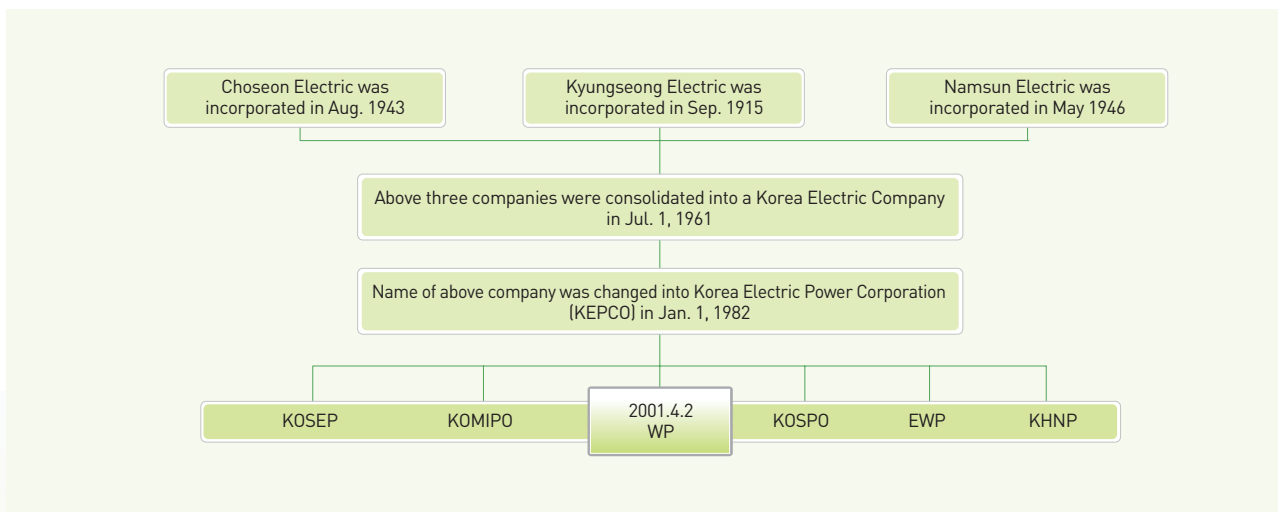 Choseon Electric was
incorporated in Aug. 1943
Kyungseong Electric was
incorporated in Sep. 1915
Namsun Electric was
incorporated in May 1946
Above three companies were consolidated into a Korea Electric Company
in Jul. 1, 1961
Name of above company was changed into Korea Electric Power Corporation
(KEPCO) in Jan. 1, 1982
KOSEP
KOMIPO
2001.4.2
WP
KOSPO
EWP
KHNP